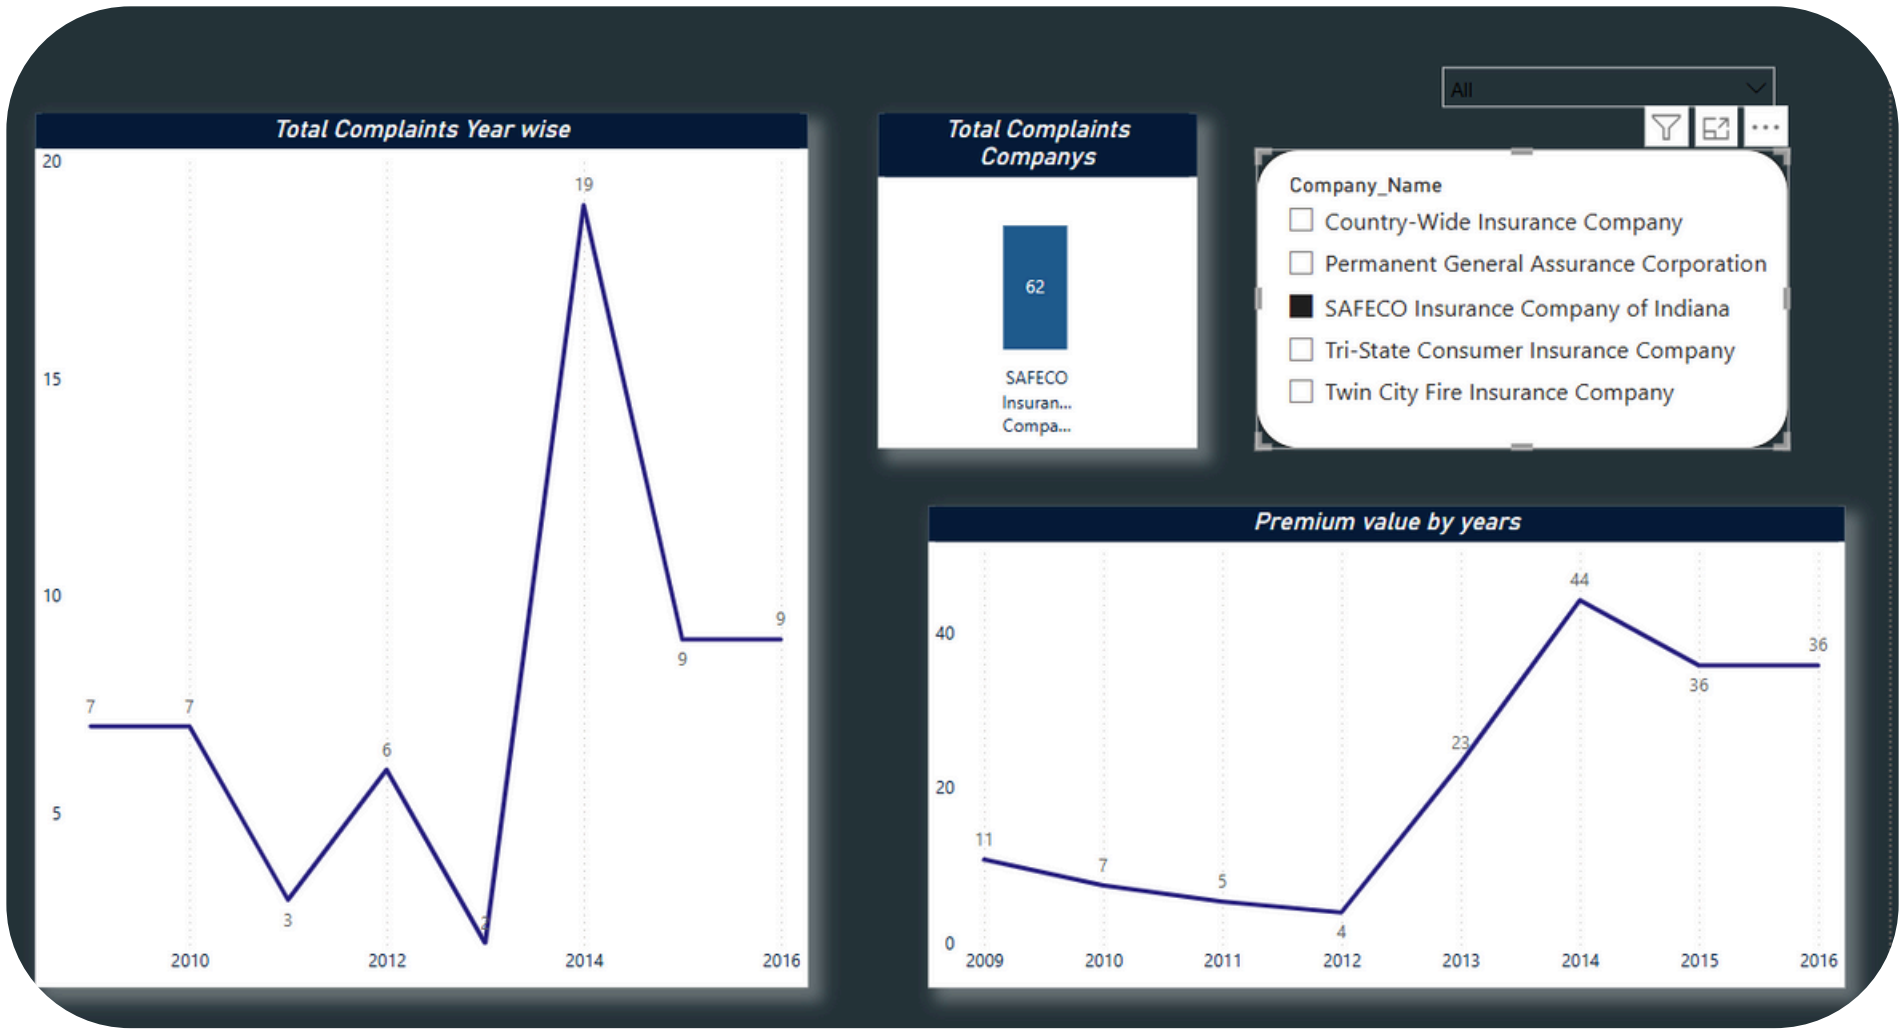 All
Total Complaints Year wise
20
15
10
5
7
7
3
6
2
19
9
9
2010
2012
2014
2016
Total Complaints
Companys
62
SAFECO
Insuran...
Compa...
Company_Name
Country-Wide Insurance Company
Permanent General Assurance Corporation
SAFECO Insurance Company of Indiana
Tri-State Consumer Insurance Company
Twin City Fire Insurance Company
Premium value by years
40
20
0
11
7
5
4
23
44
36
36
2009
2010
2011
2012
2013
2014
2015
2016